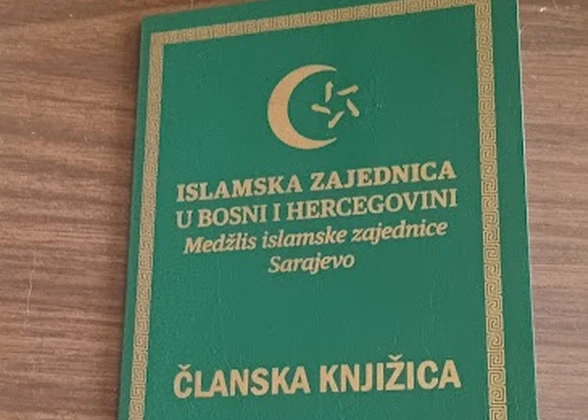 ISLAMSKA ZAJEDNICA
U BOSNI I HERCEGOVINI
Medžlis islamske zajednice
Sarajevo
ČLANSKA KNJIŽICA